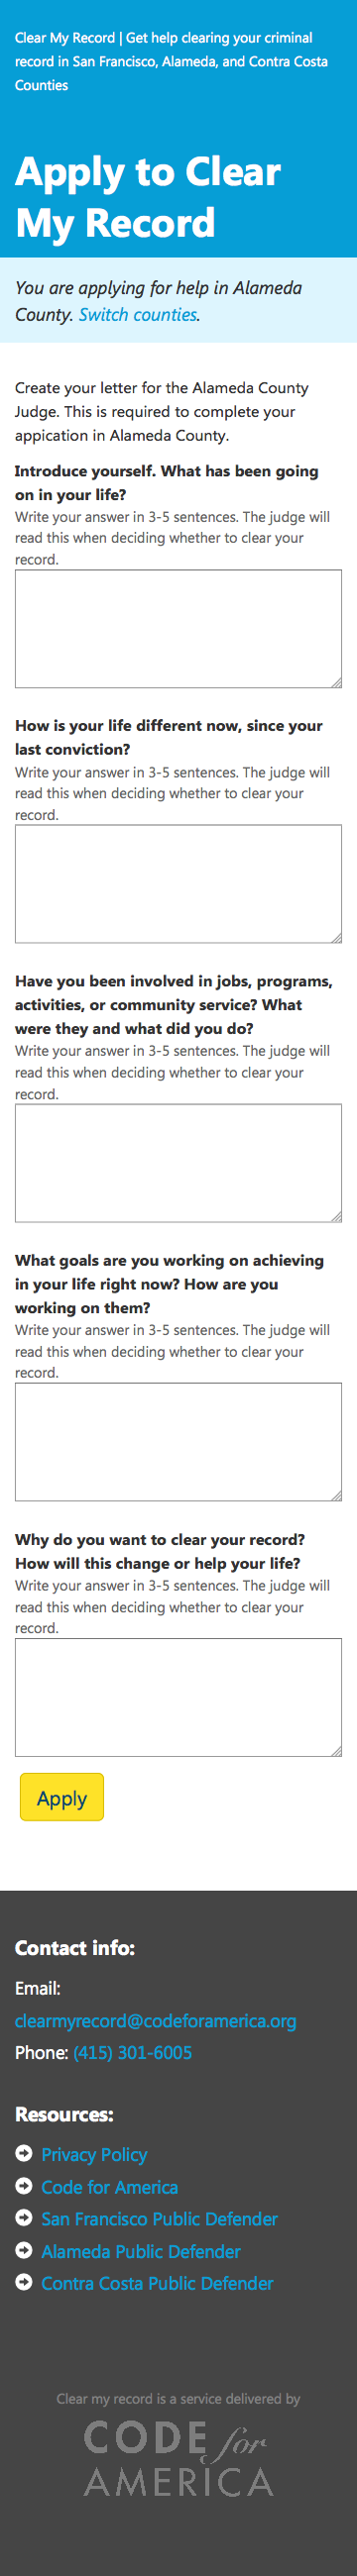 Clear My Record | Get help clearing your criminal
record in San Francisco, Alameda, and Contra Costa
Counties
Apply to Clear
My Record
You are applying for help in Alameda
County. Switch counties.
Create your letter for the Alameda County
Judge. This is required to complete your
appication in Alameda County.
Introduce yourself. What has been going
on in your life?
Write your answer in 3-5 sentences. The judge will
read this when deciding whether to clear your
record.
How is your life different now, since your
last conviction?
Write your answer in 3-5 sentences. The judge will
read this when deciding whether to clear your
record.
Have you been involved in jobs, programs,
activities, or community service? What
were they and what did you do?
Write your answer in 3-5 sentences. The judge will
read this when deciding whether to clear your
record.
What goals are you working on achieving
in your life right now? How are you
working on them?
Write your answer in 3-5 sentences. The judge will
read this when deciding whether to clear your
record.
Why do you want to clear your record?
How will this change or help your life?
Write your answer in 3-5 sentences. The judge will
read this when deciding whether to clear your
record.
Apply
Contact info:
Email:
clearmyrecord@codeforamerica.org
Phone: (415) 301-6005
Resources:
Privacy Policy
Code for America
San Francisco Public Defender
Alameda Public Defender
Contra Costa Public Defender
Clear my record is a service delivered by
CODE for
AMERICA